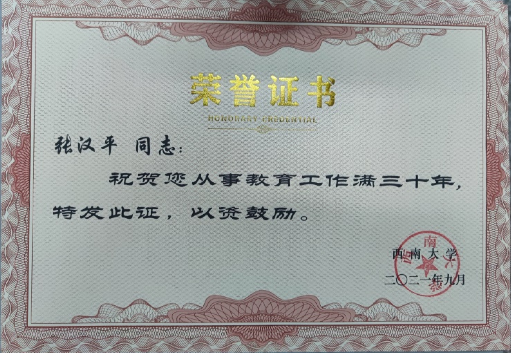 荣誉证书
HONORARY CREDENTIAL
张汉平 同志：
祝贺您从事教育工作满三十年，
特发此证，以资鼓励。
西南大学
二〇二一年九月